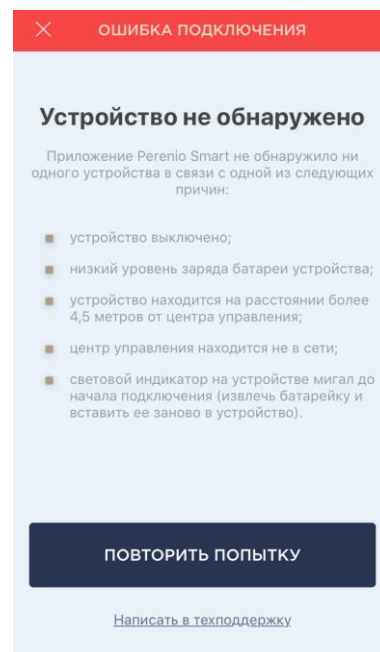 ОШИБКА ПОДКЛЮЧЕНИЯ
Устройство не обнаружено
Приложение Perenio Smart не обнаружило ни
одного устройства в связи с одной из следующих
причин:
устройство выключено;
низкий уровень заряда батареи устройства;
устройство находится на расстоянии более
4,5 метров от центра управления;
центр управления находится не в сети;
световой индикатор на устройстве мигал до
начала подключения (извлечь батарейку и
вставить ее заново в устройство).
ПОВТОРИТЬ ПОПЫТКУ
Написать в техподдержку